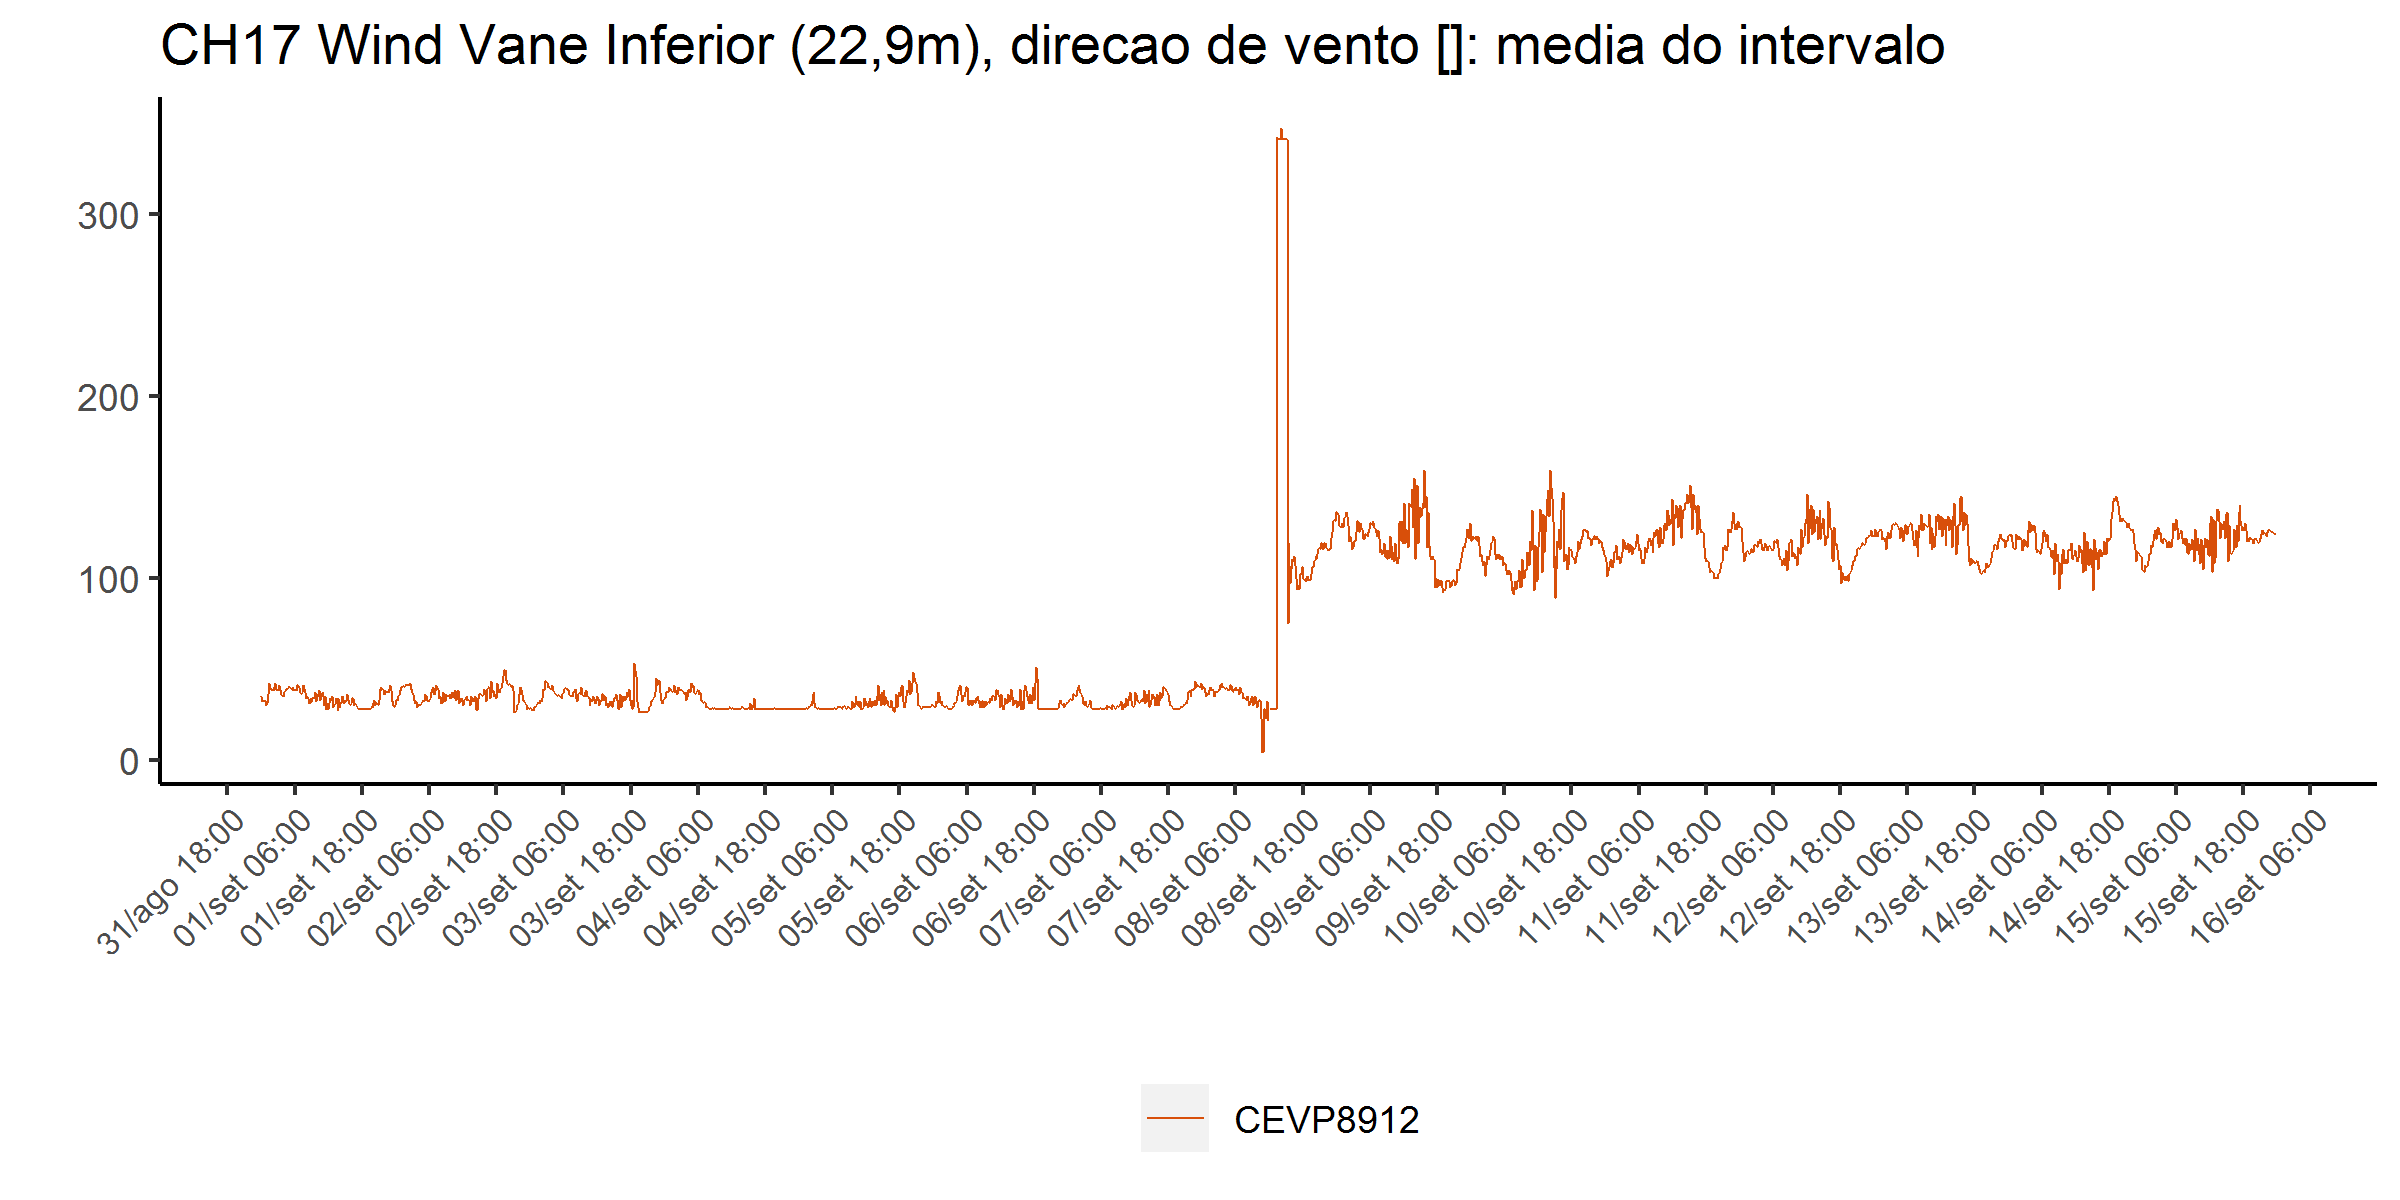 CH17 Wind Vane Inferior (22,9m), direcao de vento []: media do intervalo
300
200
100
0
31/ago 18:00
01/set 06:00
01/set 18:00
02/set 06:00
02/set 18:00
03/set 06:00
03/set 18:00
04/set 06:00
04/set 18:00
05/set 06:00
05/set 18:00
06/set 06:00
06/set 18:00
07/set 06:00
07/set 18:00
08/set 06:00
08/set 18:00
09/set 06:00
09/set 18:00
10/set 06:00
10/set 18:00
11/set 06:00
11/set 18:00
12/set 06:00
12/set 18:00
13/set 06:00
13/set 18:00
14/set 06:00
14/set 18:00
15/set 06:00
15/set 18:00
16/set 06:00
CEVP8912